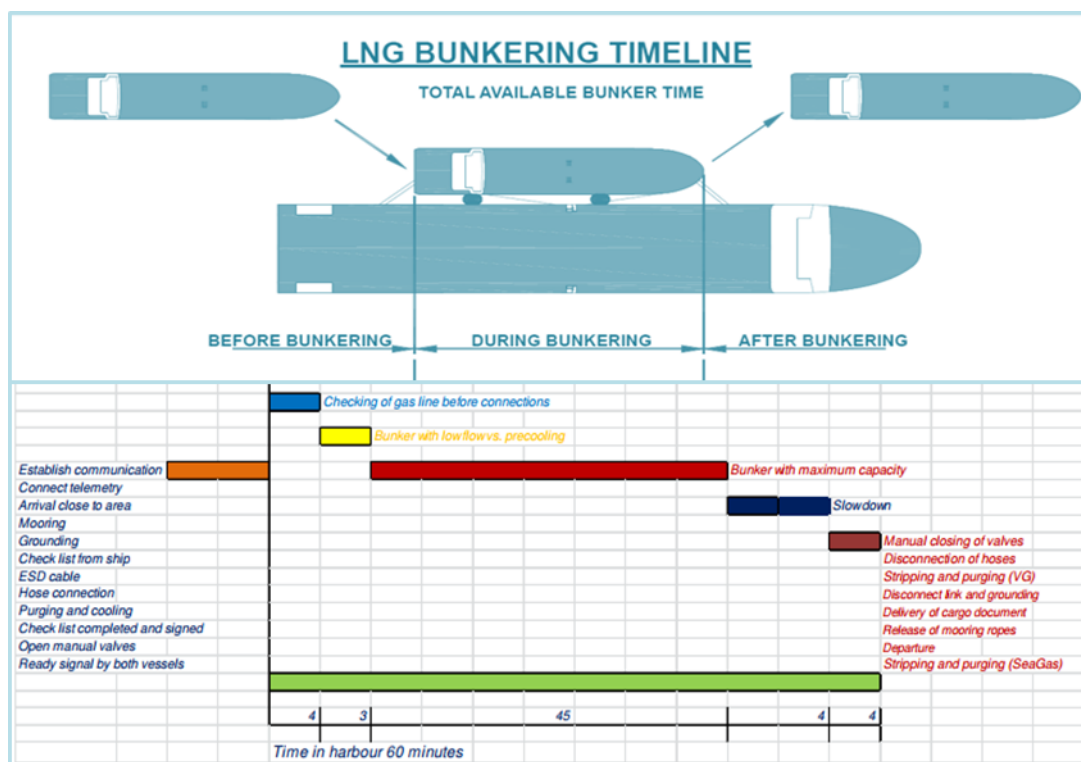 LNG BUNKERING TIMELINE
TOTAL AVAILABLE BUNKER TIME
BEFORE BUNKERING
DURING BUNKERING
AFTER BUNKERING
Checking of gas line before connections
Bunker with lowflow vs. precooling
Establish communication
Bunker with maximum capacity
Connect telemetry
Arrival close to area
Slowdown
Mooring
Grounding
Manual closing of valves
Check list from ship
Disconnection of hoses
ESD cable
Stripping and purging (VG)
Hose connection
Disconnect link and grounding
Purging and cooling
Delivery of cargo document
Check list completed and signed
Release of mooring ropes
Open manual valves
Departure
Ready signal by both vessels
Stripping and purging (SeaGas)
4 3 45 4 4
Time in harbour 60 minutes